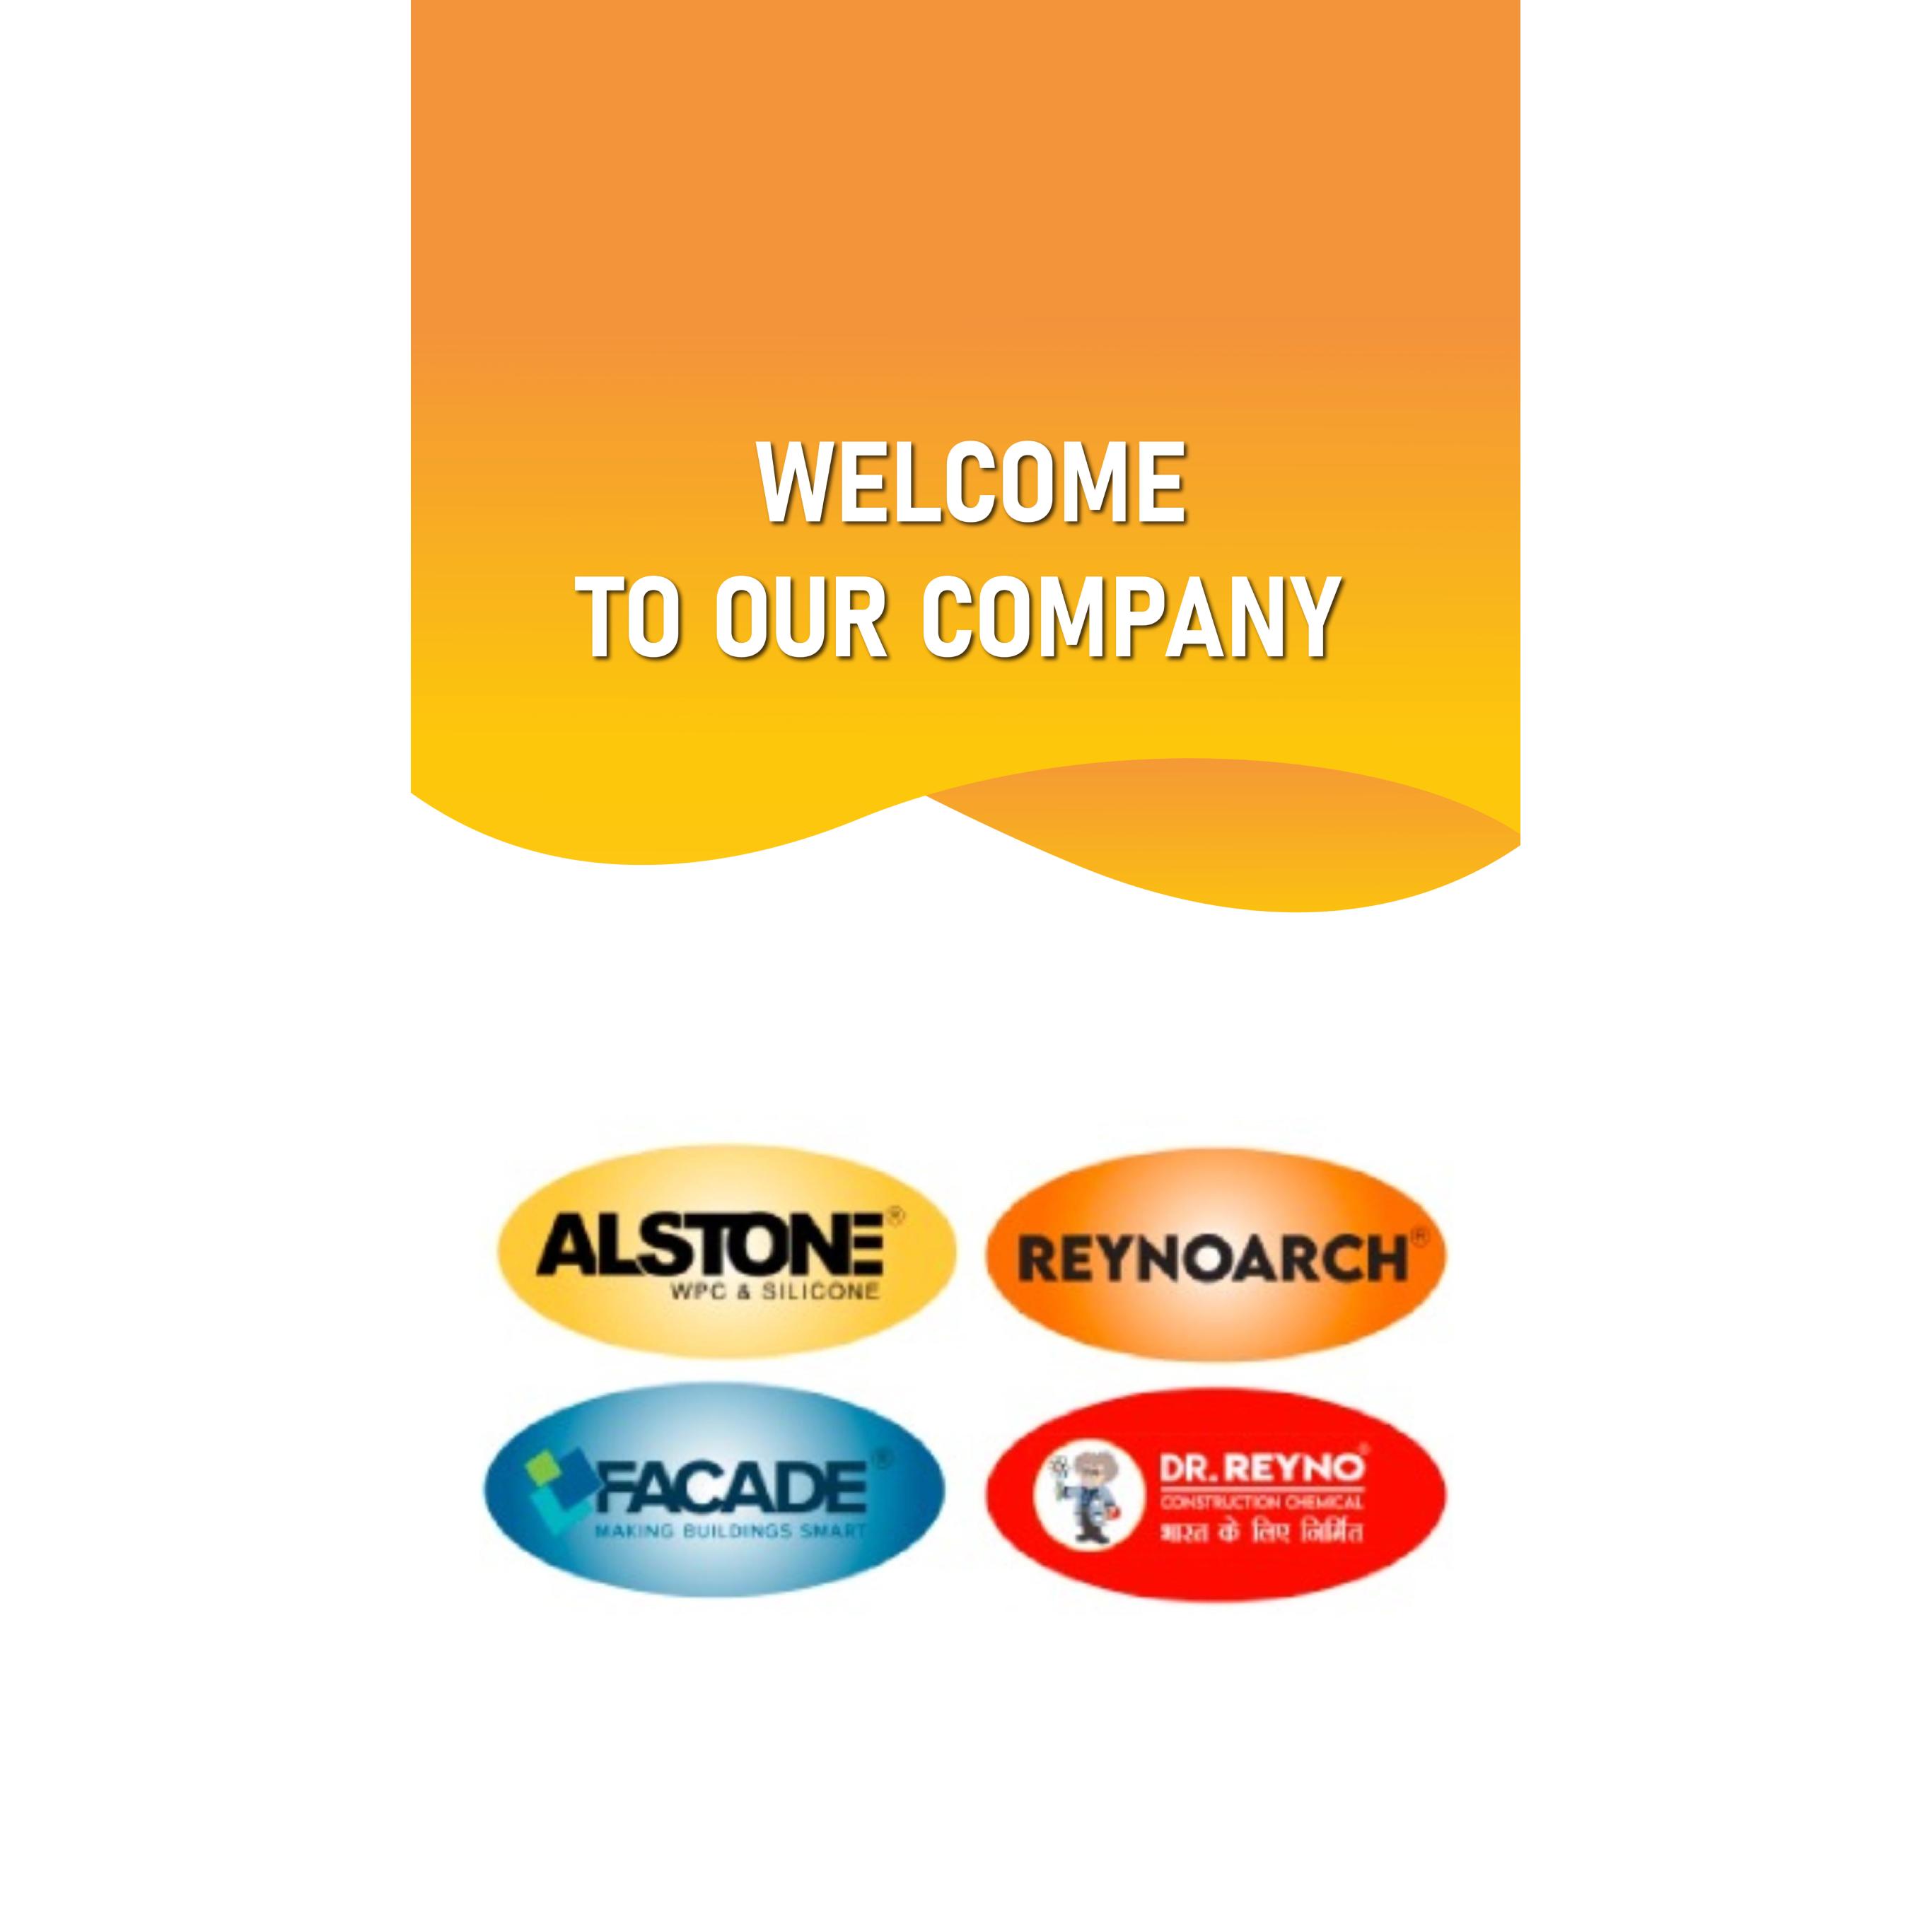 WELCOME
TO OUR COMPANY
ALSTONE®
WPC & SILICONE
REYNOARCH®
FACADE®
MAKING BUILDINGS SMART
DR. REYNO®
CONSTRUCTION CHEMICAL
भारत के लिए निर्मित